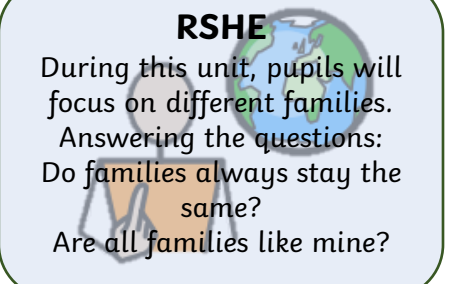 RSHE
During this unit, pupils will
focus on different families.
Answering the questions:
Do families always stay the
same?
Are all families like mine?